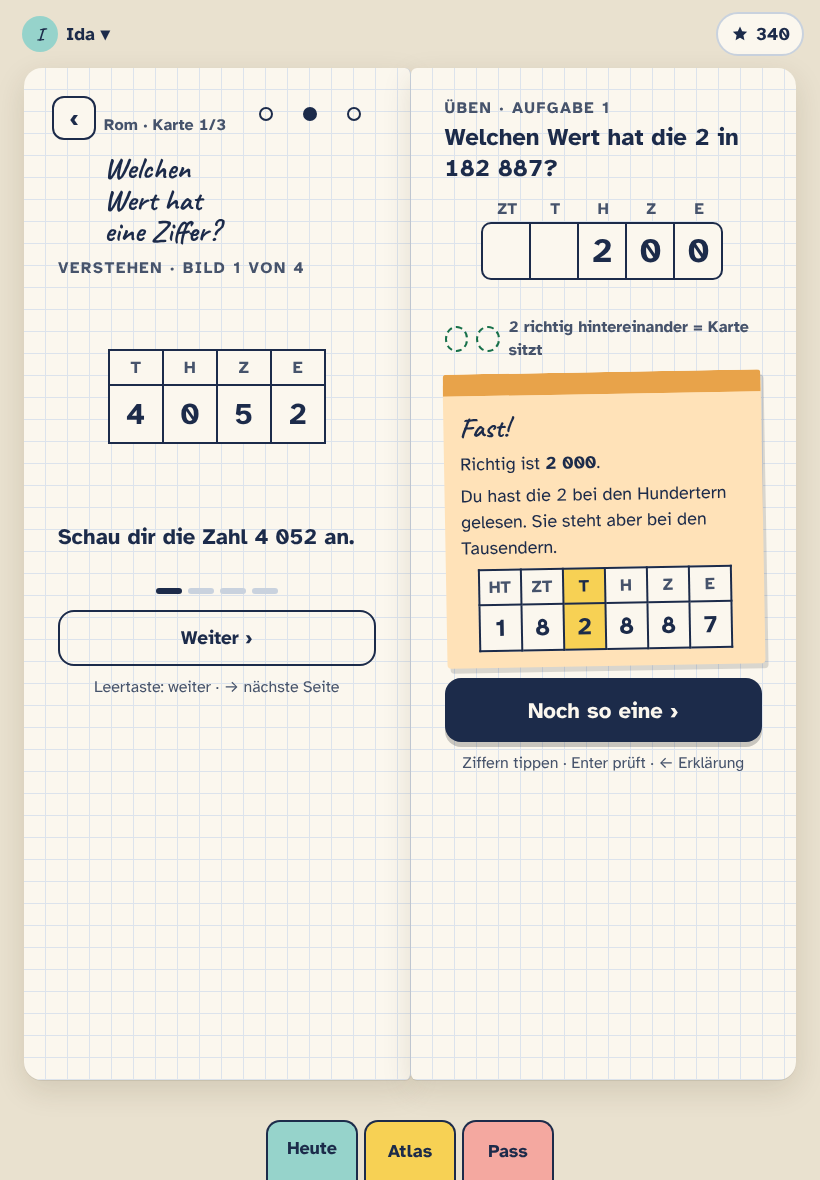 I Ida ▼
★ 340
‹ Rom · Karte 1/3
Welchen
Wert hat
eine Ziffer?
VERSTEHEN · BILD 1 VON 4
T H Z E
4 0 5 2
Schau dir die Zahl 4 052 an.
Weiter ›
Leertaste: weiter · → nächste Seite
ÜBEN · AUFGABE 1
Welchen Wert hat die 2 in
182 887?
ZT T H Z E
2 0 0
2 richtig hintereinander = Karte
sitzt
Fast!
Richtig ist 2 000.
Du hast die 2 bei den Hundertern
gelesen. Sie steht aber bei den
Tausendern.
HT ZT T H Z E
1 8 2 8 8 7
Noch so eine ›
Ziffern tippen · Enter prüft · ← Erklärung
Heute Atlas Pass